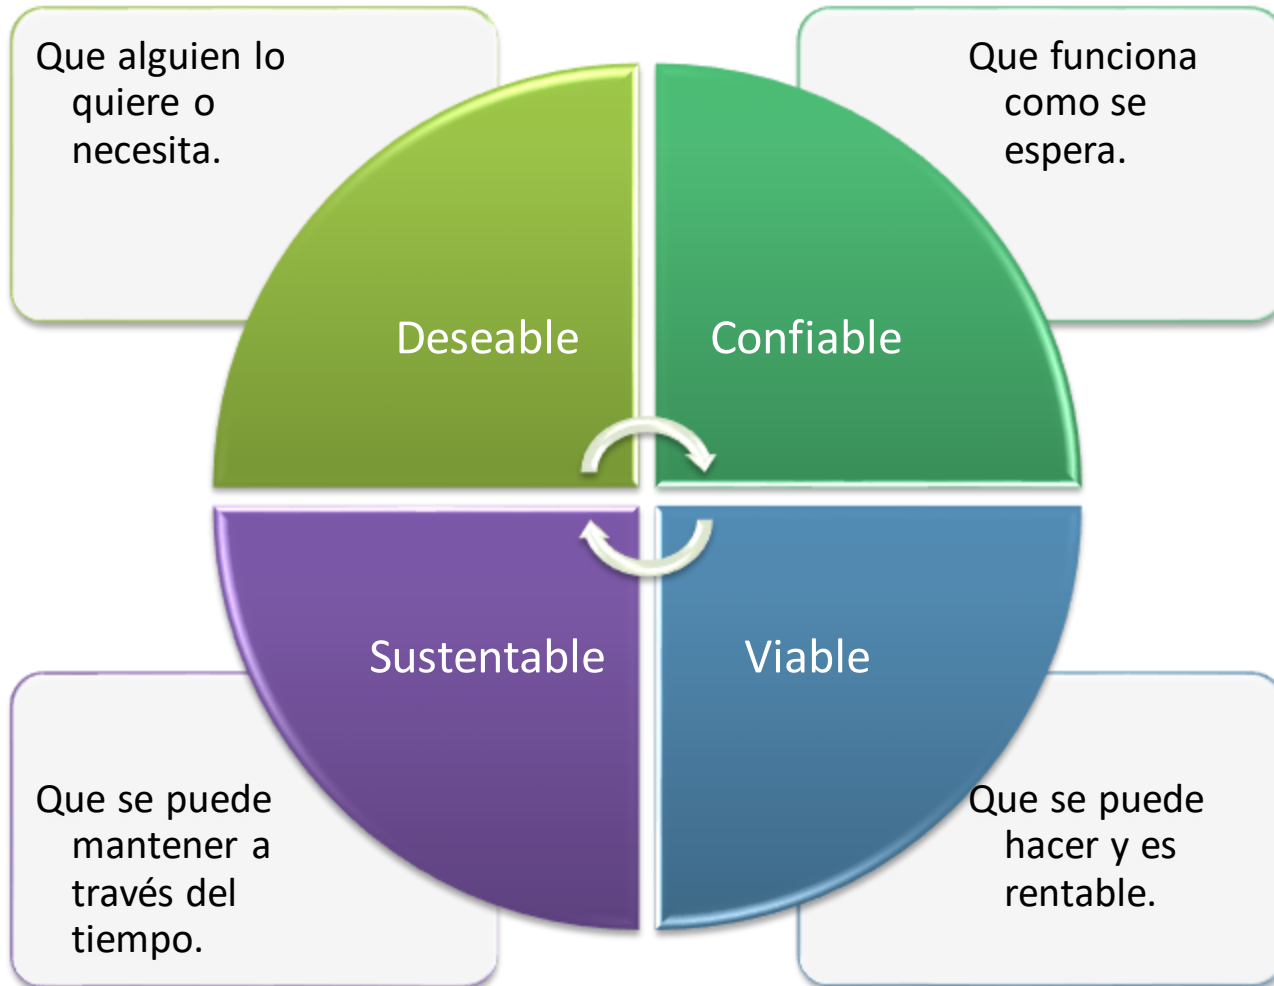 Que alguien lo
quiere o
necesita.
Que funciona
como se
espera.
Deseable
Confiable
Sustentable
Viable
Que se puede
mantener a
través del
tiempo.
Que se puede
hacer y es
rentable.